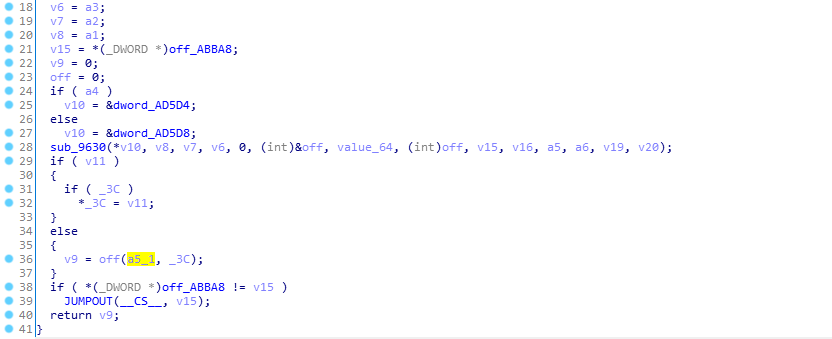 18 v6 = a3;
19 v7 = a2;
20 v8 = a1;
21 v15 = *(_DWORD *)off_ABBA8;
22 v9 = 0;
23 off = 0;
24 if ( a4 )
25 v10 = &dword_AD5D4;
26 else
27 v10 = &dword_AD5D8;
28 sub_9630(*v10, v8, v7, v6, 0, (int)&off, value_64, (int)off, v15, v16, a5, a6, v19, v20);
29 if ( v11 )
30 {
31 if ( _3C )
32 *_3C = v11;
33 }
34 else
35 {
36 v9 = off(a5_1, _3C);
37 }
38 if ( *(_DWORD *)off_ABBA8 != v15 )
39 JUMPOUT(__CS__, v15);
40 return v9;
41 }